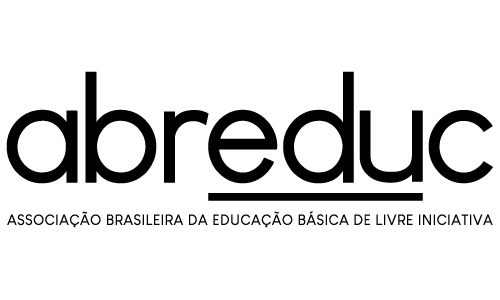 abreduc
ASSOCIAÇÃO BRASILEIRA DA EDUCAÇÃO BÁSICA DE LIVRE INICIATIVA